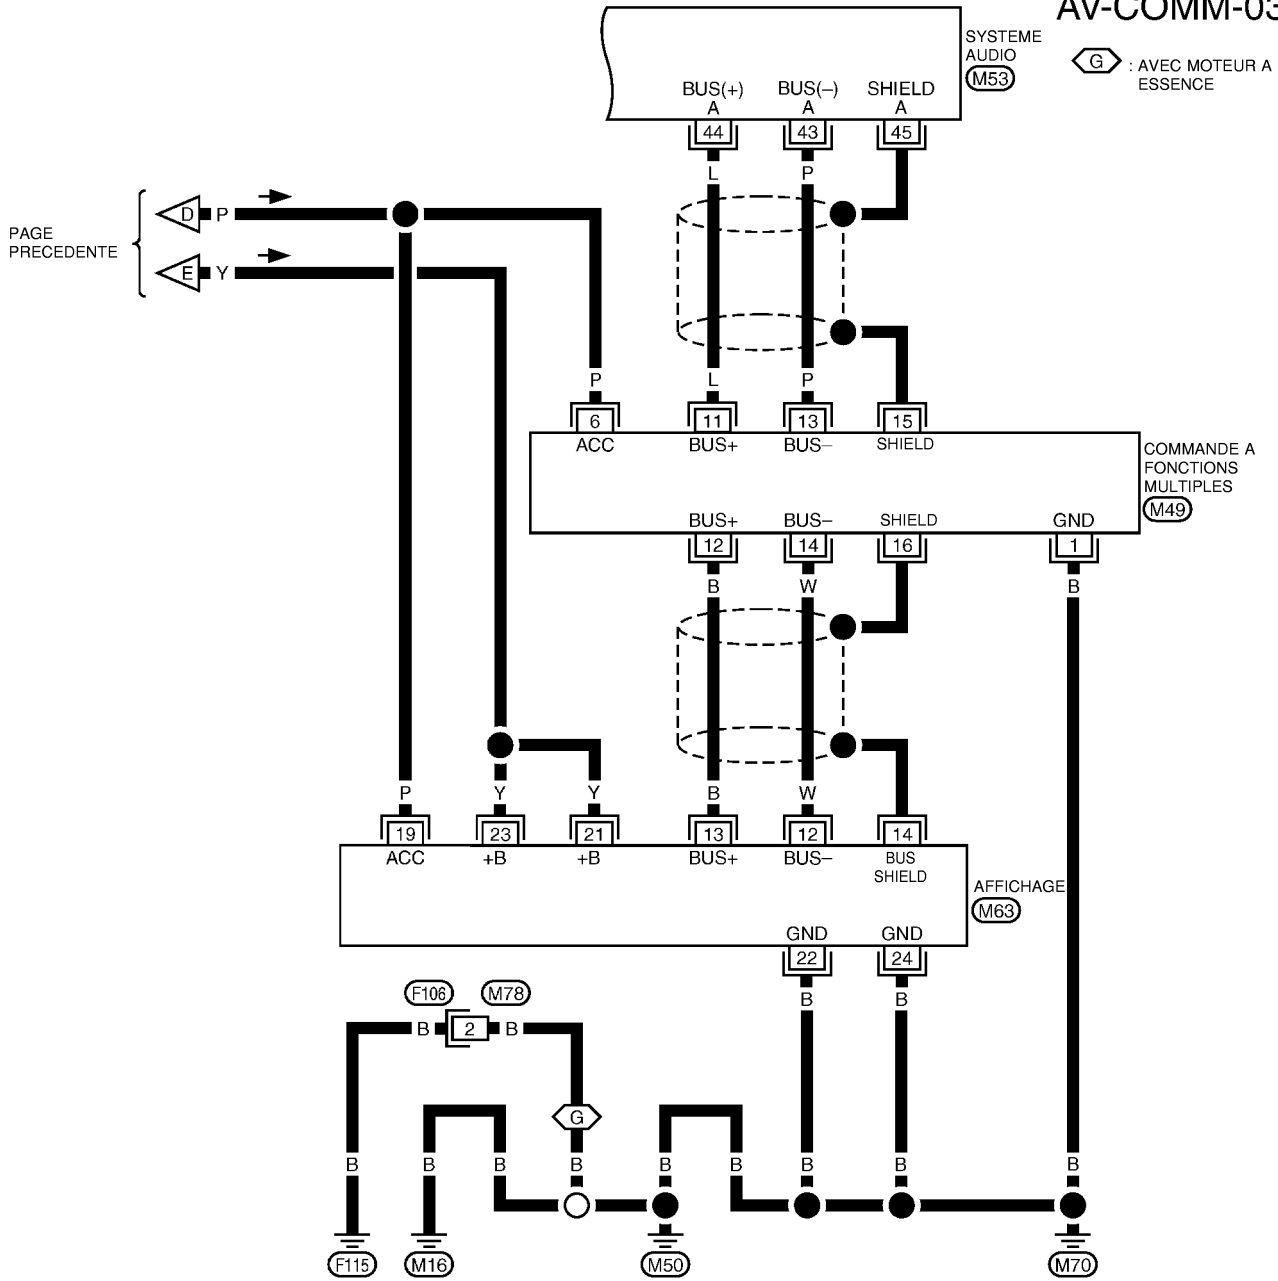 AV-COMM-03
SYSTEME
AUDIO
M53
G : AVEC MOTEUR A
ESSENCE
BUS(+) BUS(–) SHIELD
A A A
44 43 45
L P
PAGE
PRECEDENTE
D P
E Y
P L P
6 11 13 15
ACC BUS+ BUS– SHIELD
COMMANDE A
FONCTIONS
MULTIPLES
M49
BUS+ BUS– SHIELD GND
12 14 16 1
B W B
P Y Y B W
19 23 21 13 12 14
ACC +B +B BUS+ BUS– BUS
SHIELD
AFFICHAGE
M63
GND GND
22 24
B B
F106 M78
B 2 B
G
B B B B B B B B B
F115 M16 M50 M70